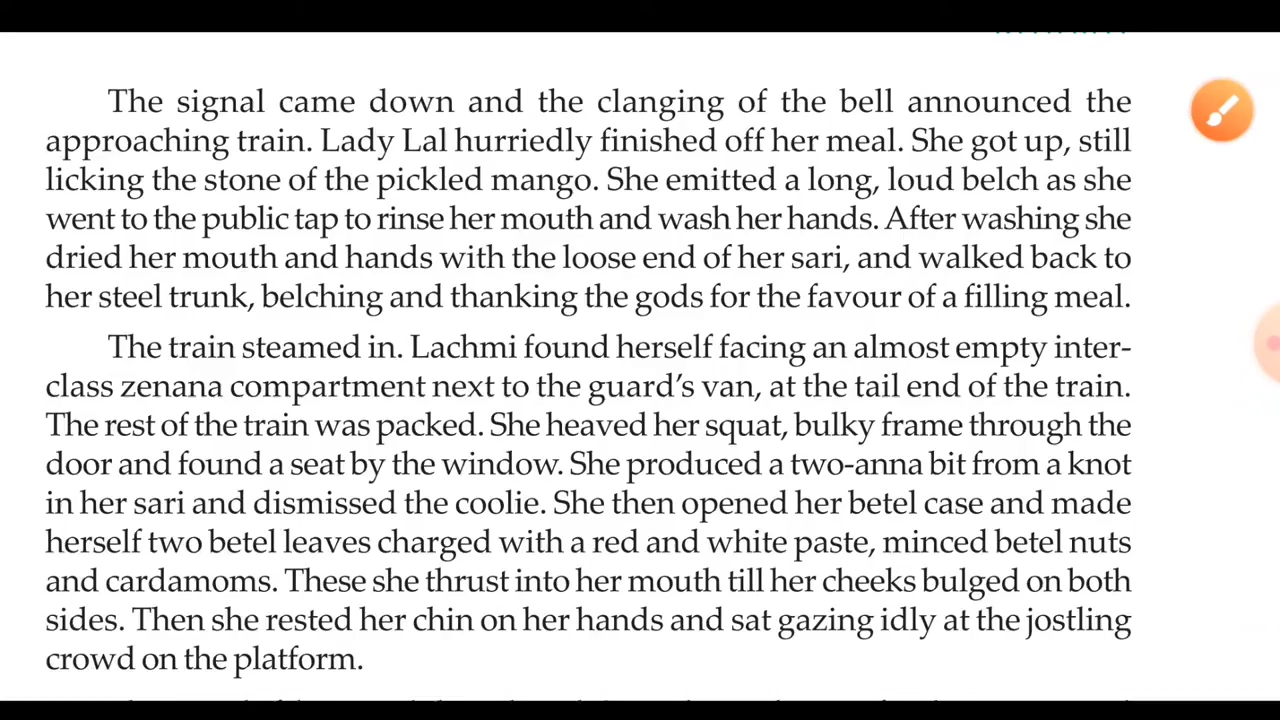 The signal came down and the clanging of the bell announced the
approaching train. Lady Lal hurriedly finished off her meal. She got up, still
licking the stone of the pickled mango. She emitted a long, loud belch as she
went to the public tap to rinse her mouth and wash her hands. After washing she
dried her mouth and hands with the loose end of her sari, and walked back to
her steel trunk, belching and thanking the gods for the favour of a filling meal.
The train steamed in. Lachmi found herself facing an almost empty inter-
class zenana compartment next to the guard's van, at the tail end of the train.
The rest of the train was packed. She heaved her squat, bulky frame through the
door and found a seat by the window. She produced a two-anna bit from a knot
in her sari and dismissed the coolie. She then opened her betel case and made
herself two betel leaves charged with a red and white paste, minced betel nuts
and cardamoms. These she thrust into her mouth till her cheeks bulged on both
sides. Then she rested her chin on her hands and sat gazing idly at the jostling
crowd on the platform.